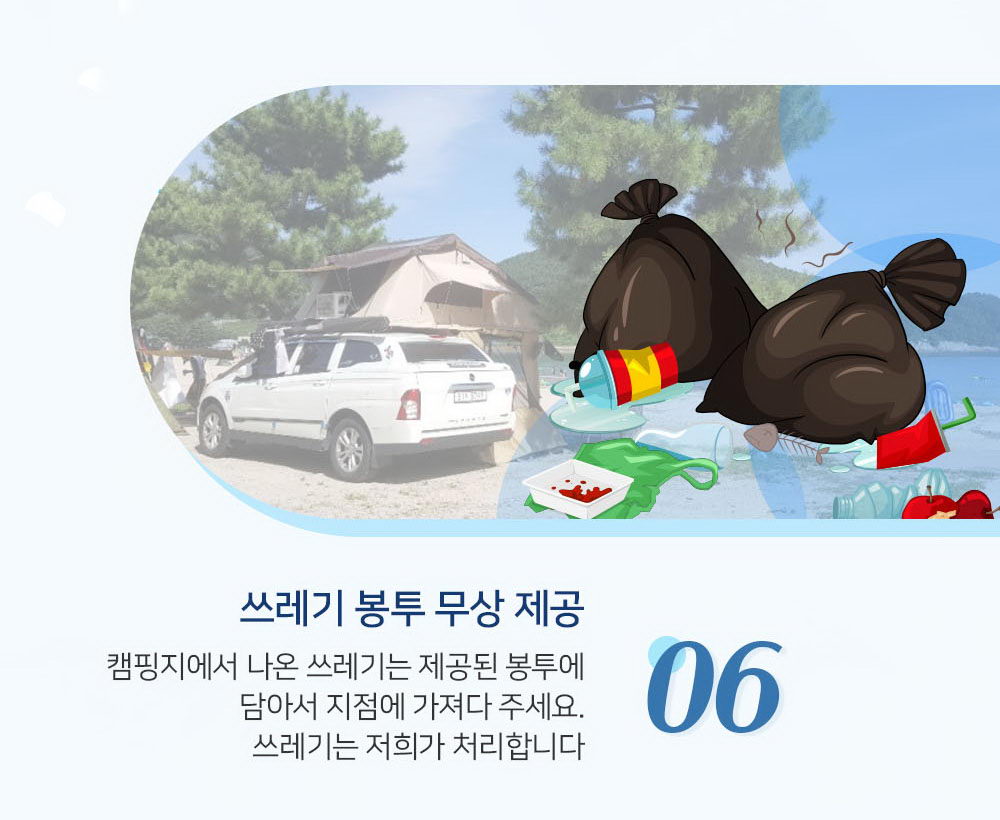 쓰레기 봉투 무상 제공
캠핑지에서 나온 쓰레기는 제공된 봉투에
담아서 지점에 가져다 주세요.
쓰레기는 저희가 처리합니다
06